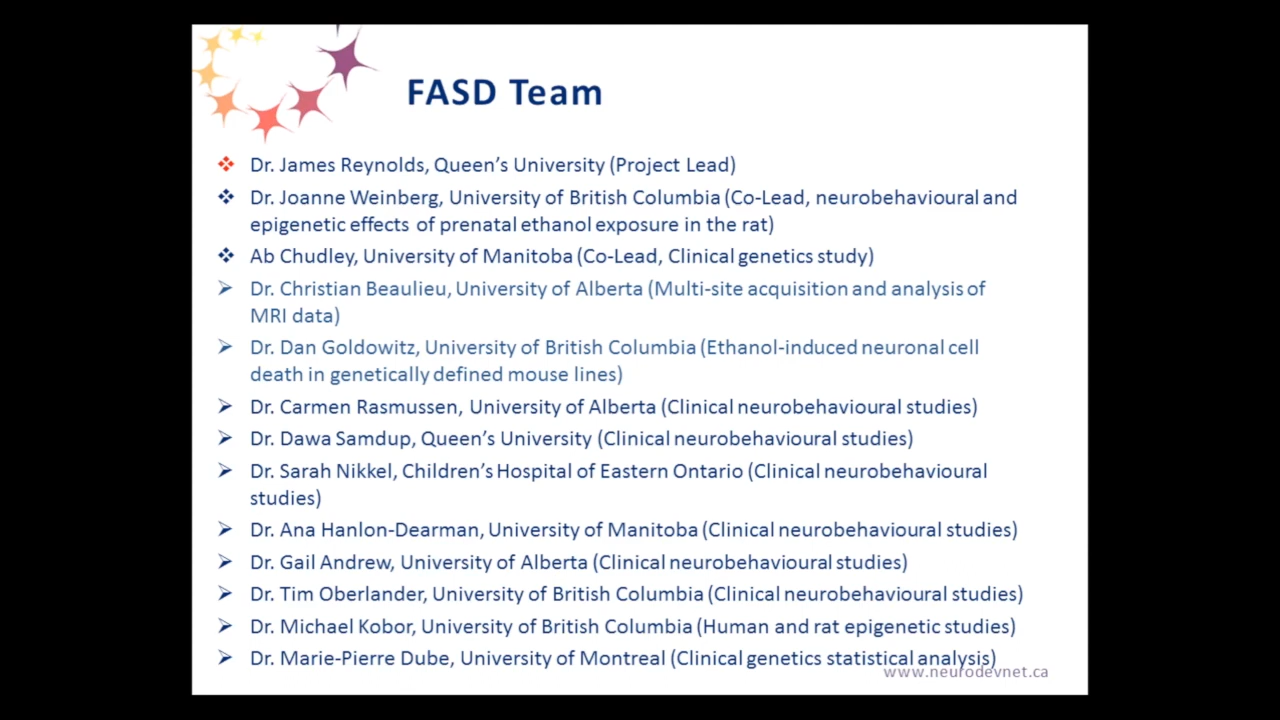 FASD Team
Dr. James Reynolds, Queen's University (Project Lead)
Dr. Joanne Weinberg, University of British Columbia (Co-Lead, neurobehavioural and
epigenetic effects of prenatal ethanol exposure in the rat)
Ab Chudley, University of Manitoba (Co-Lead, Clinical genetics study)
Dr. Christian Beaulieu, University of Alberta (Multi-site acquisition and analysis of
MRI data)
Dr. Dan Goldowitz, University of British Columbia (Ethanol-induced neuronal cell
death in genetically defined mouse lines)
Dr. Carmen Rasmussen, University of Alberta (Clinical neurobehavioural studies)
Dr. Dawa Samdup, Queen's University (Clinical neurobehavioural studies)
Dr. Sarah Nikkel, Children's Hospital of Eastern Ontario (Clinical neurobehavioural
studies)
Dr. Ana Hanlon-Dearman, University of Manitoba (Clinical neurobehavioural studies)
Dr. Gail Andrew, University of Alberta (Clinical neurobehavioural studies)
Dr. Tim Oberlander, University of British Columbia (Clinical neurobehavioural studies)
Dr. Michael Kobor, University of British Columbia (Human and rat epigenetic studies)
Dr. Marie-Pierre Dube, University of Montreal (Clinical genetics statistical analysis)
www.neurodevnet.ca